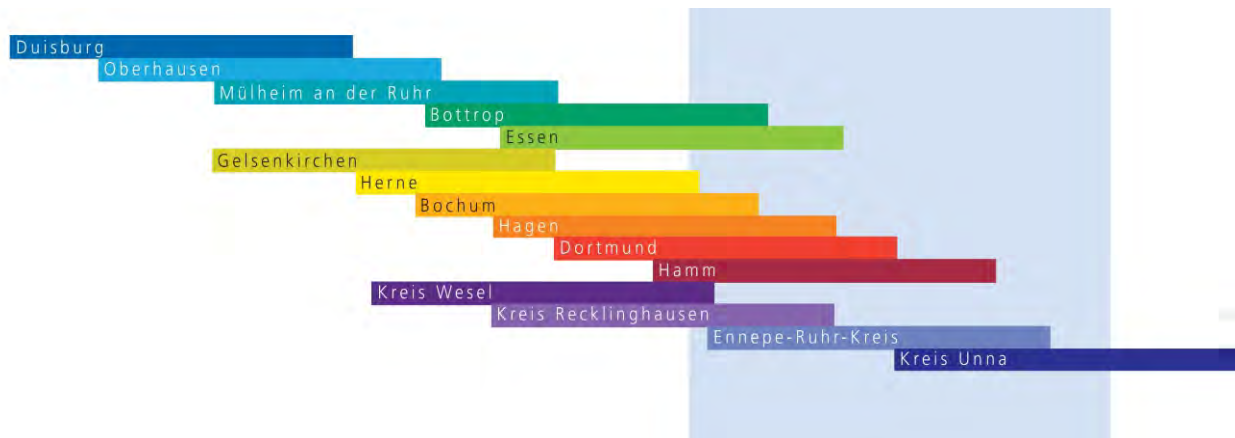 Duisburg
Oberhausen
Mülheim an der Ruhr
Bottrop
Essen
Gelsenkirchen
Herne
Bochum
Hagen
Dortmund
Hamm
Kreis Wesel
Kreis Recklinghausen
Ennepe-Ruhr-Kreis
Kreis Unna